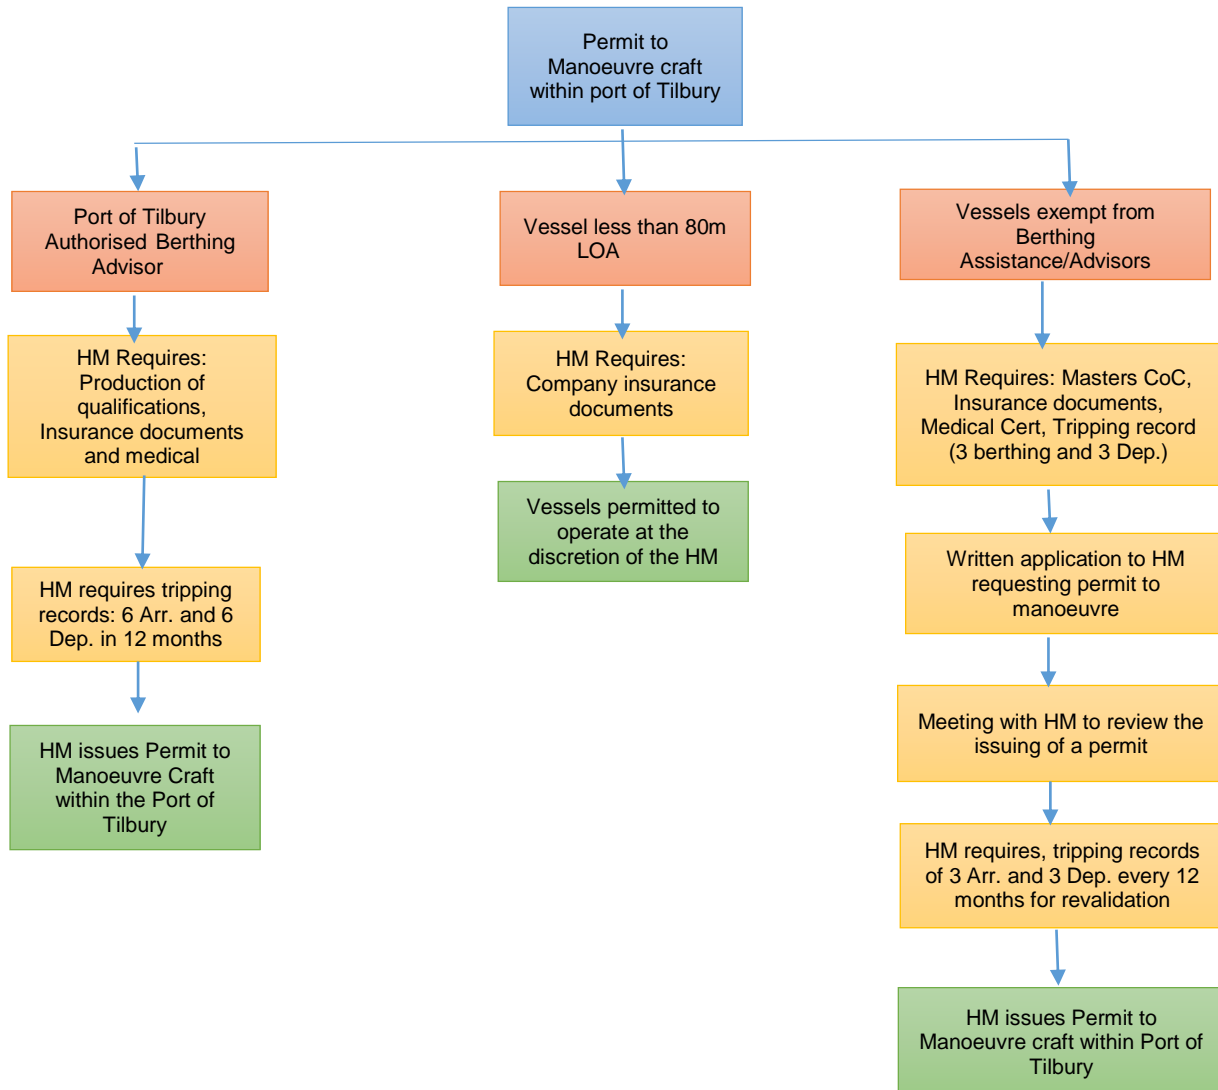 Permit to
Manoeuvre craft
within port of Tilbury
Port of Tilbury
Authorised Berthing
Advisor
HM Requires:
Production of
qualifications,
Insurance documents
and medical
HM requires tripping
records: 6 Arr. and 6
Dep. in 12 months
HM issues Permit to
Manoeuvre Craft
within the Port of
Tilbury
Vessel less than 80m
LOA
HM Requires:
Company insurance
documents
Vessels permitted to
operate at the
discretion of the HM
Vessels exempt from
Berthing
Assistance/Advisors
HM Requires: Masters CoC,
Insurance documents,
Medical Cert, Tripping record
(3 berthing and 3 Dep.)
Written application to HM
requesting permit to
manoeuvre
Meeting with HM to review the
issuing of a permit
HM requires, tripping records
of 3 Arr. and 3 Dep. every 12
months for revalidation
HM issues Permit to
Manoeuvre craft within Port of
Tilbury